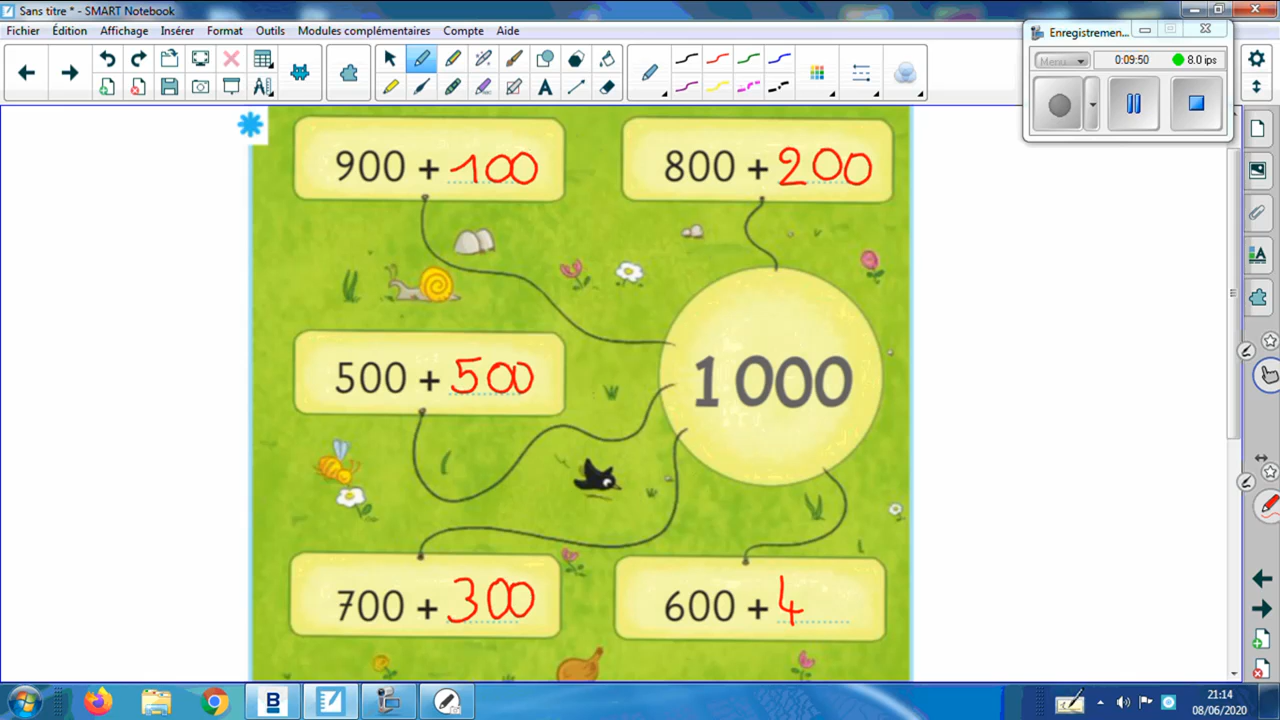 Sans titre * - SMART Notebook
Fichier Édition Affichage Insérer Format Outils Modules complémentaires Compte Aide
Enregistremen...
Menu 0:09:50 8.0 ips
900 + 100
800 + 200
500 + 500
1 000
700 + 300
600 + 4
21:14
08/06/2020